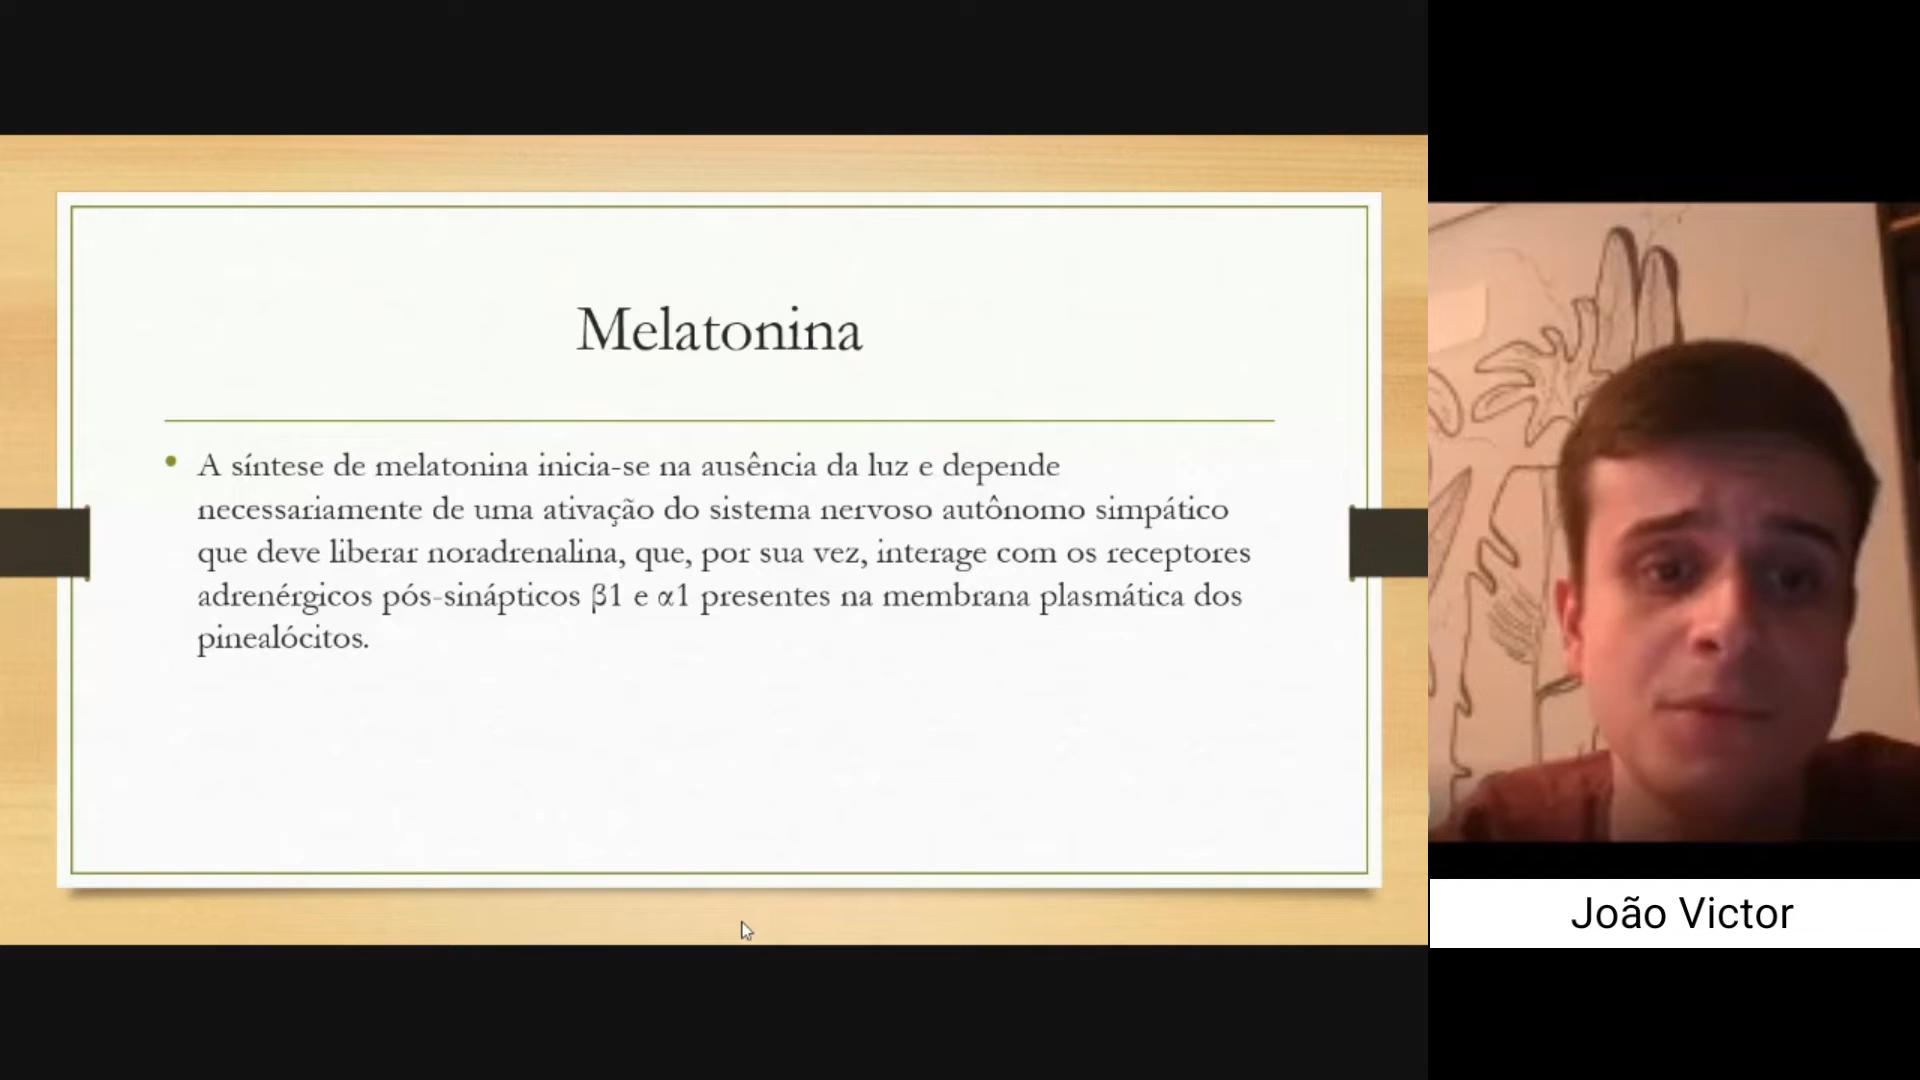 Melatonina
• A síntese de melatonina inicia-se na ausência da luz e depende
necessariamente de uma ativação do sistema nervoso autônomo simpático
que deve liberar noradrenalina, que, por sua vez, interage com os receptores
adrenérgicos pós-sinápticos β1 e α1 presentes na membrana plasmática dos
pinealócitos.
João Victor